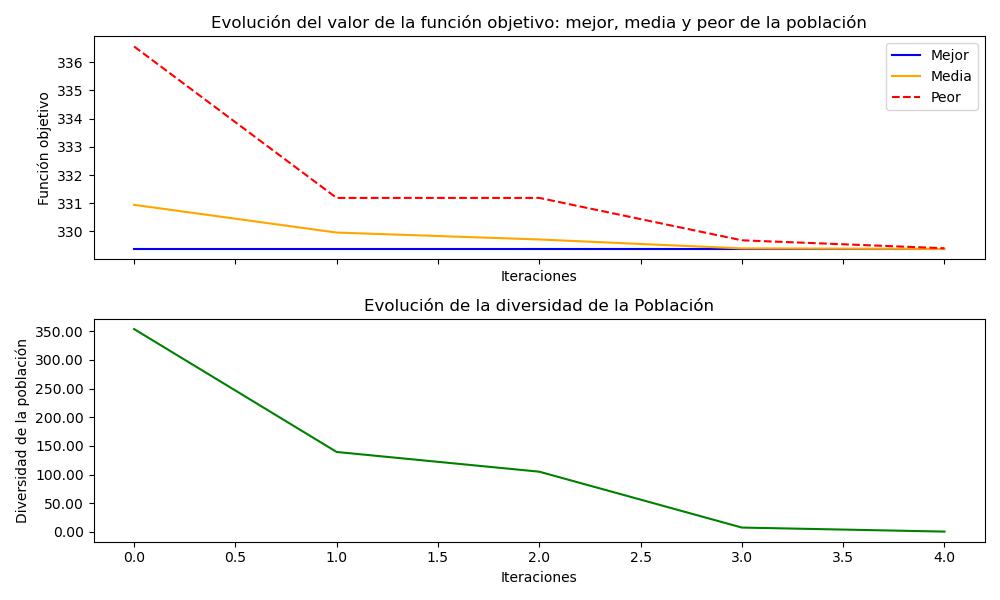 Evolución del valor de la función objetivo: mejor, media y peor de la población
Función objetivo
336
335
334
333
332
331
330
Mejor
Media
Peor
Iteraciones
Evolución de la diversidad de la Población
Diversidad de la población
350.00
300.00
250.00
200.00
150.00
100.00
50.00
0.00
0.0 0.5 1.0 1.5 2.0 2.5 3.0 3.5 4.0
Iteraciones